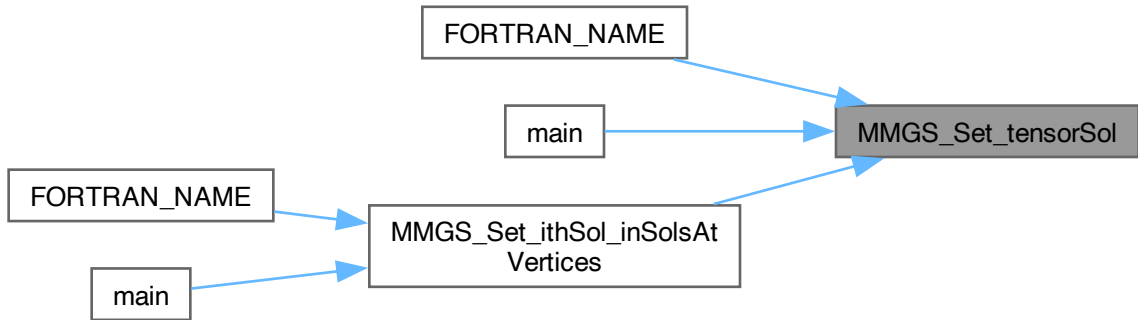 FORTRAN_NAME
main
MMGS_Set_tensorSol
FORTRAN_NAME
MMGS_Set_ithSol_inSolsAt
Vertices
main